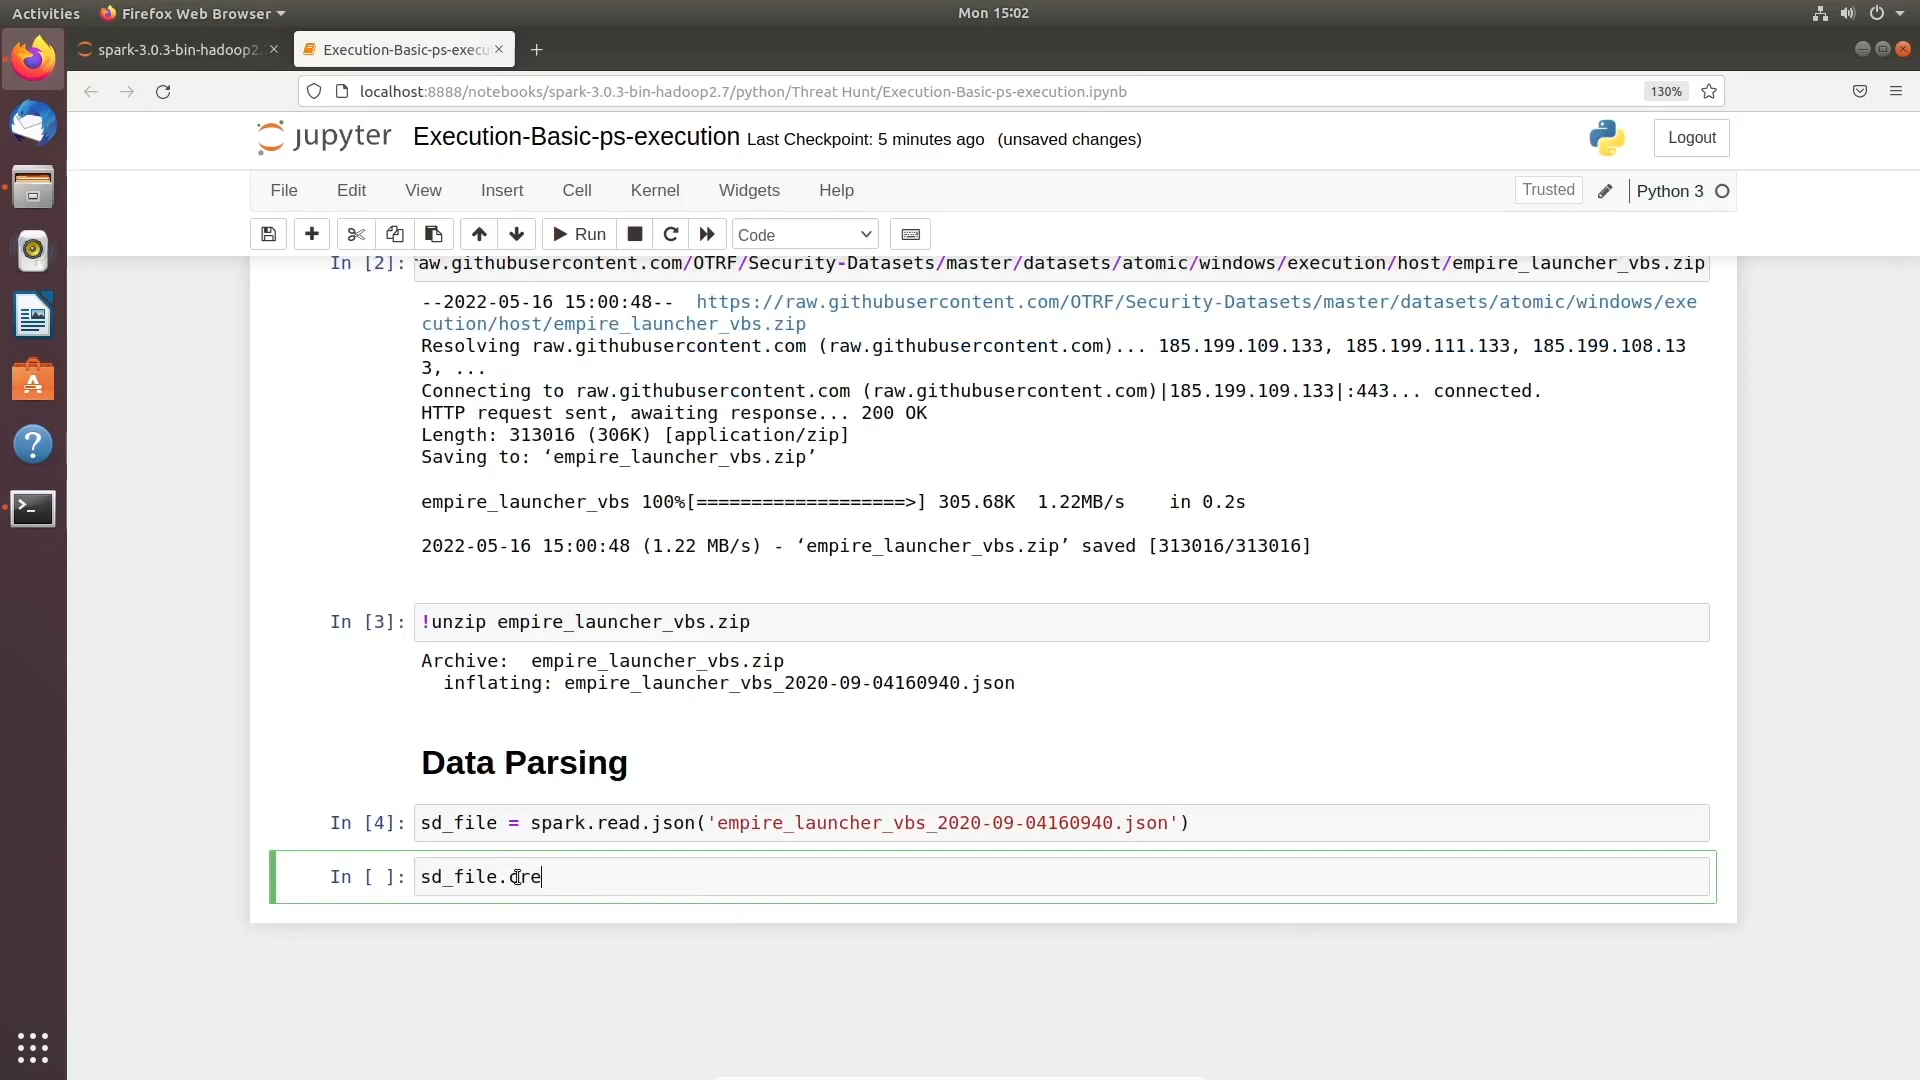 Activities Firefox Web Browser Mon 15:02
spark-3.0.3-bin-hadoop2. Execution-Basic-ps-execu
localhost:8888/notebooks/spark-3.0.3-bin-hadoop2.7/python/Threat Hunt/Execution-Basic-ps-execution.ipynb 130%
jupyter Execution-Basic-ps-execution Last Checkpoint: 5 minutes ago (unsaved changes) Logout
File Edit View Insert Cell Kernel Widgets Help Trusted Python 3
Run Code
In [2]: raw.githubusercontent.com/OTRF/Security-Datasets/master/datasets/atomic/windows/execution/host/empire_launcher_vbs.zip
--2022-05-16 15:00:48-- https://raw.githubusercontent.com/OTRF/Security-Datasets/master/datasets/atomic/windows/exe
cution/host/empire_launcher_vbs.zip
Resolving raw.githubusercontent.com (raw.githubusercontent.com)... 185.199.109.133, 185.199.111.133, 185.199.108.13
3, ...
Connecting to raw.githubusercontent.com (raw.githubusercontent.com)|185.199.109.133|:443... connected.
HTTP request sent, awaiting response... 200 OK
Length: 313016 (306K) [application/zip]
Saving to: ‘empire_launcher_vbs.zip’
empire_launcher_vbs 100%[===================>] 305.68K 1.22MB/s in 0.2s
2022-05-16 15:00:48 (1.22 MB/s) - ‘empire_launcher_vbs.zip’ saved [313016/313016]
In [3]: !unzip empire_launcher_vbs.zip
Archive: empire_launcher_vbs.zip
inflating: empire_launcher_vbs_2020-09-04160940.json
Data Parsing
In [4]: sd_file = spark.read.json('empire_launcher_vbs_2020-09-04160940.json')
In [ ]: sd_file.cre